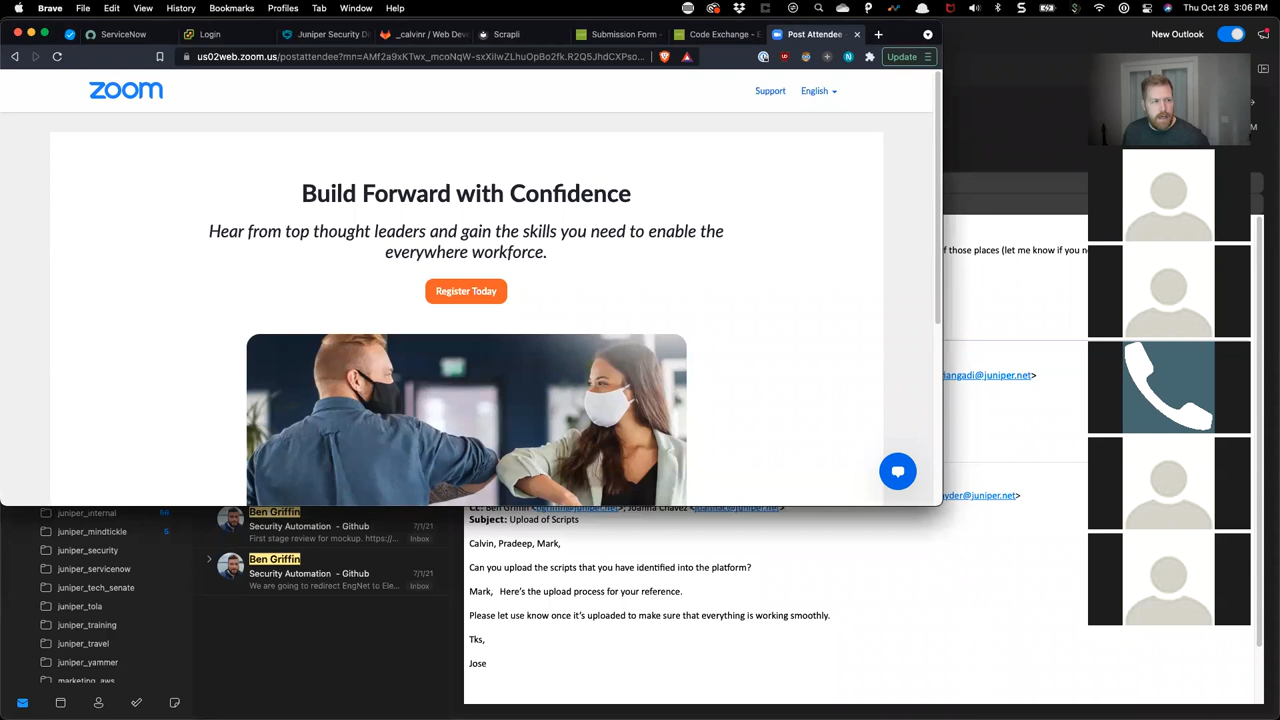 Brave File Edit View History Bookmarks Profiles Tab Window Help
Thu Oct 28 3:06 PM
ServiceNow
Login
Juniper Security D
_calvinr / Web Dev
Scrapli
Submission Form -
Code Exchange - E
Post Attendee
New Outlook
us02web.zoom.us/postattendee?mn=AMf2a9xKTwx_mcoNqW-sxXiIwZLhuOpBo2fk.R2Q5JhdCXPso...
Update
zoom
Support English
Build Forward with Confidence
Hear from top thought leaders and gain the skills you need to enable the
everywhere workforce.
Register Today
f those places (let me know if you n
iangadi@juniper.net>
yder@juniper.net>
juniper_internal 56
juniper_mindtickle 5
juniper_security
juniper_servicenow
juniper_tech_senate
juniper_tola
juniper_training
juniper_travel
juniper_yammer
marketing_aws
Ben Griffin
Security Automation - Github 7/1/21
First stage review for mockup. https://... Inbox
Ben Griffin
Security Automation - Github 7/1/21
We are going to redirect EngNet to Ele... Inbox
Subject: Upload of Scripts
Calvin, Pradeep, Mark,
Can you upload the scripts that you have identified into the platform?
Mark, Here's the upload process for your reference.
Please let use know once it's uploaded to make sure that everything is working smoothly.
Tks,
Jose